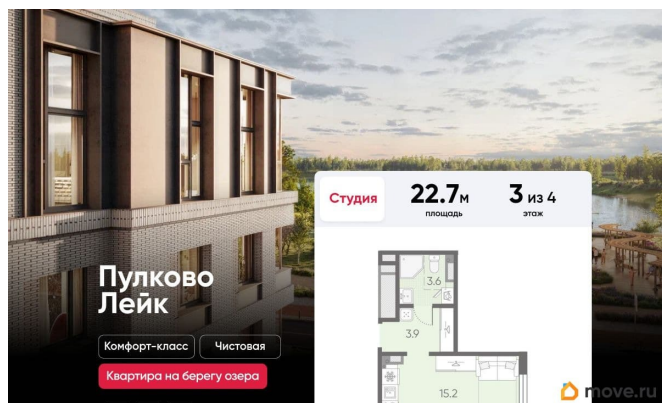 Студия
22.7 м
площадь
3 из 4
этаж
Пулково
Лейк
Комфорт-класс
Чистовая
Квартира на берегу озера
3.6
3.9
15.2
move.ru